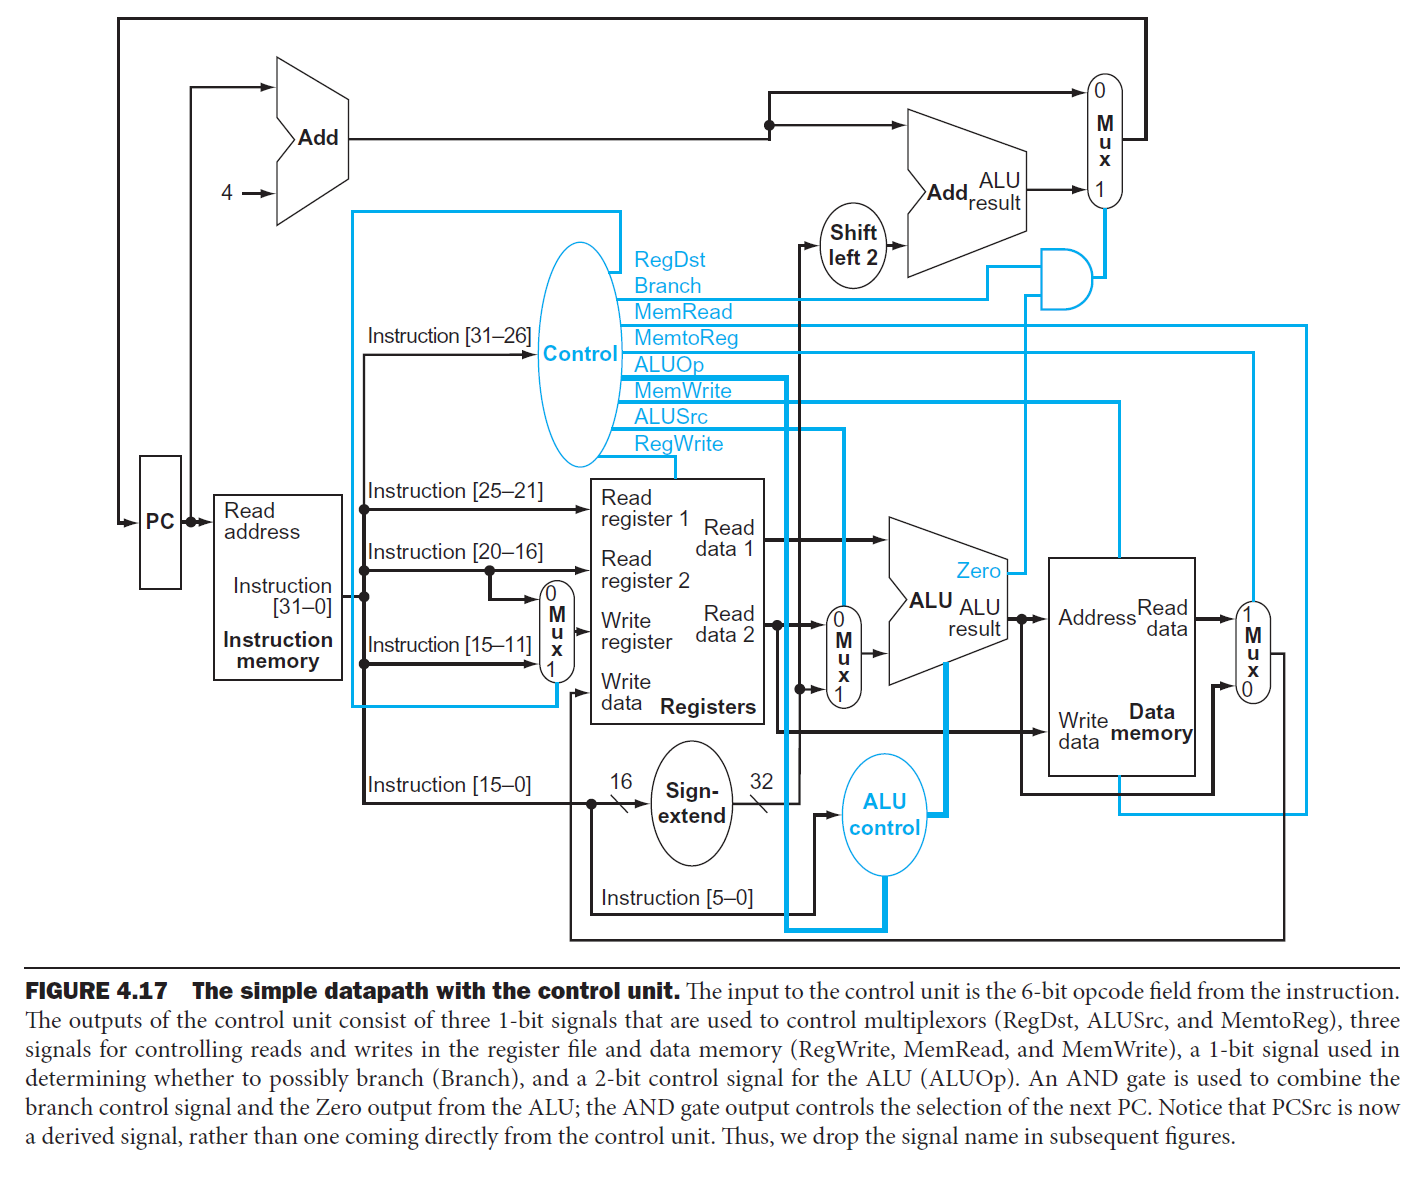 0
M
u
x
1
Add
4
Add ALU
result
Shift
left 2
RegDst
Branch
MemRead
MemtoReg
ALUOp
MemWrite
ALUSrc
RegWrite
Control
Instruction [31–26]
Instruction [25–21]
Instruction [20–16]
Instruction [15–11]
Instruction [15–0]
PC
Read
address
Instruction
[31–0]
Instruction
memory
0
M
u
x
1
Read
register 1
Read
register 2
Write
register
Write
data
Read
data 1
Read
data 2
Registers
0
M
u
x
1
Zero
ALU ALU
result
Address
Read
data
Write
data
Data
memory
1
M
u
x
0
16
Sign-
extend
32
ALU
control
Instruction [5–0]
FIGURE 4.17 The simple datapath with the control unit. The input to the control unit is the 6-bit opcode field from the instruction.
The outputs of the control unit consist of three 1-bit signals that are used to control multiplexors (RegDst, ALUSrc, and MemtoReg), three
signals for controlling reads and writes in the register file and data memory (RegWrite, MemRead, and MemWrite), a 1-bit signal used in
determining whether to possibly branch (Branch), and a 2-bit control signal for the ALU (ALUOp). An AND gate is used to combine the
branch control signal and the Zero output from the ALU; the AND gate output controls the selection of the next PC. Notice that PCSrc is now
a derived signal, rather than one coming directly from the control unit. Thus, we drop the signal name in subsequent figures.